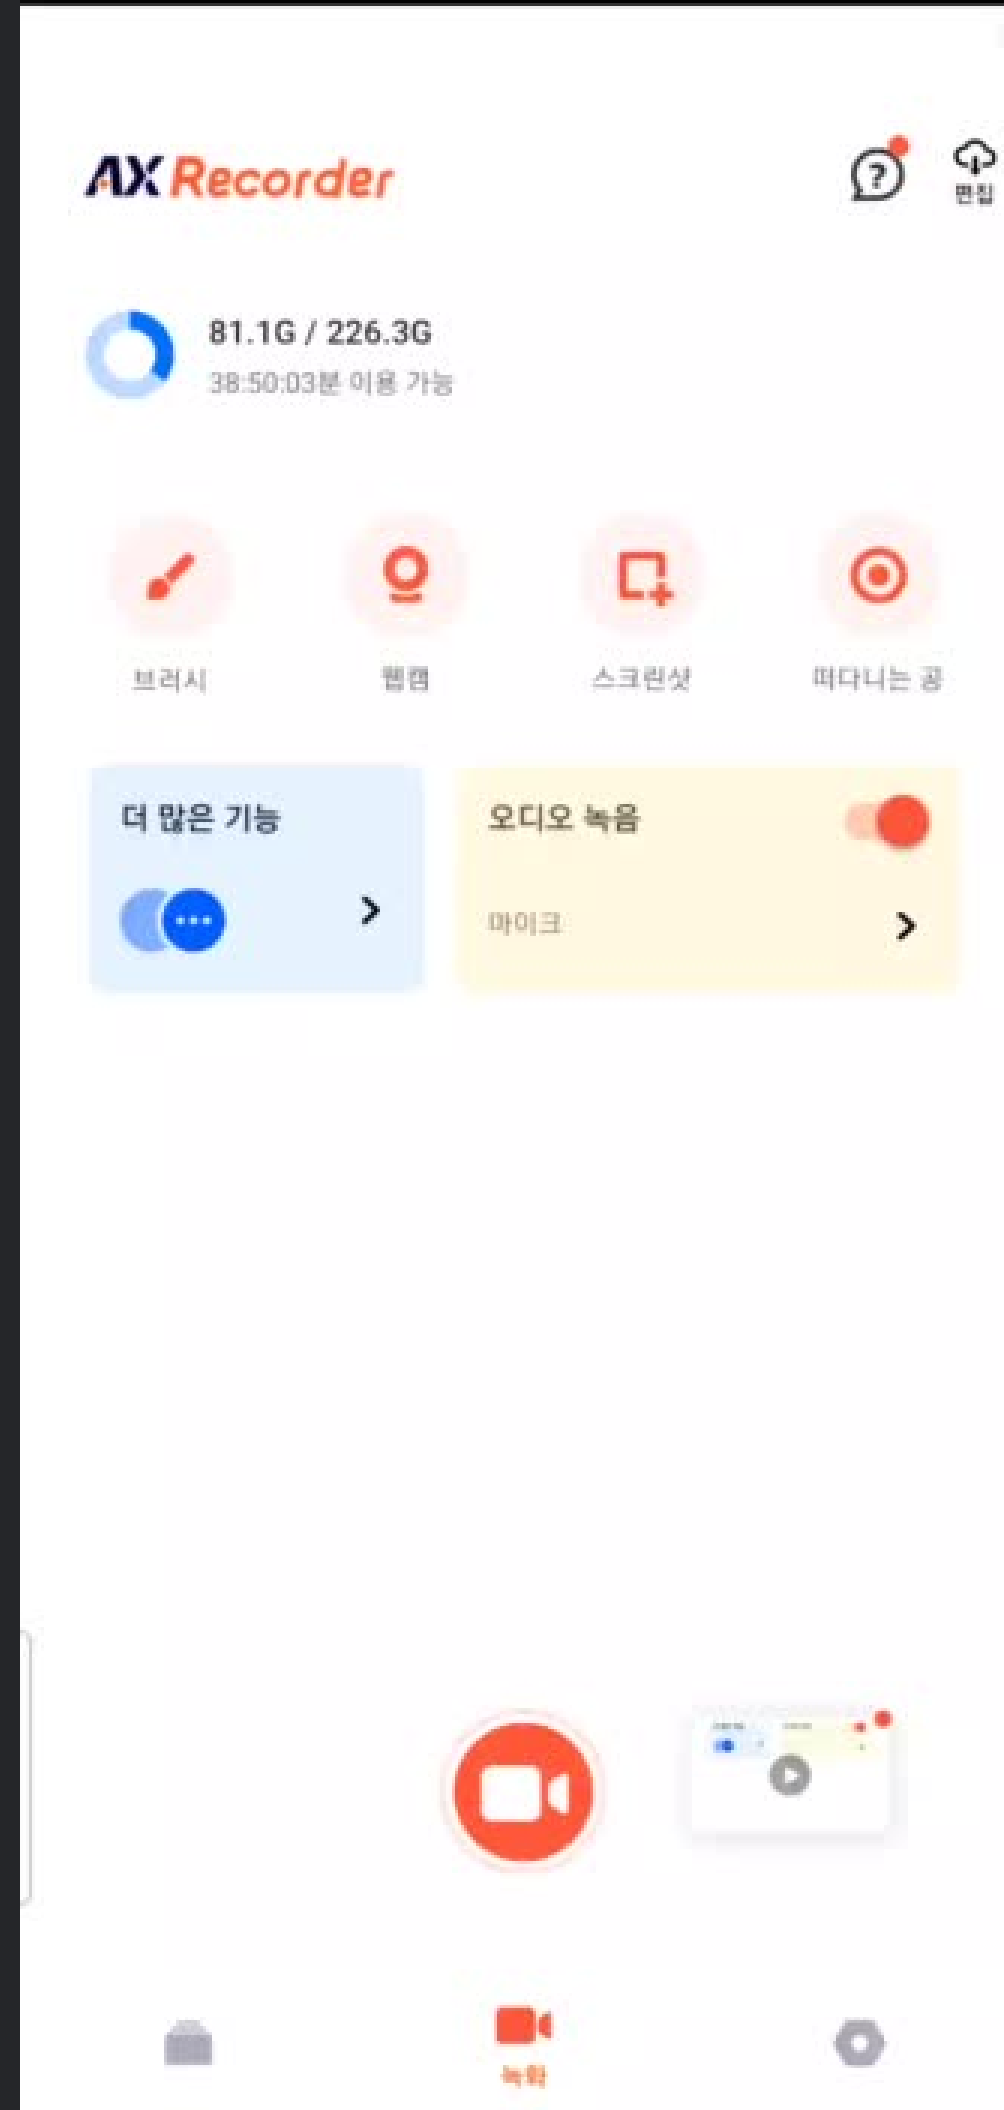 AX Recorder
편집
81.1G / 226.3G
38:50:03분 이용 가능
브러시
웹캠
스크린샷
떠다니는 공
더 많은 기능
오디오 녹음
마이크
녹화